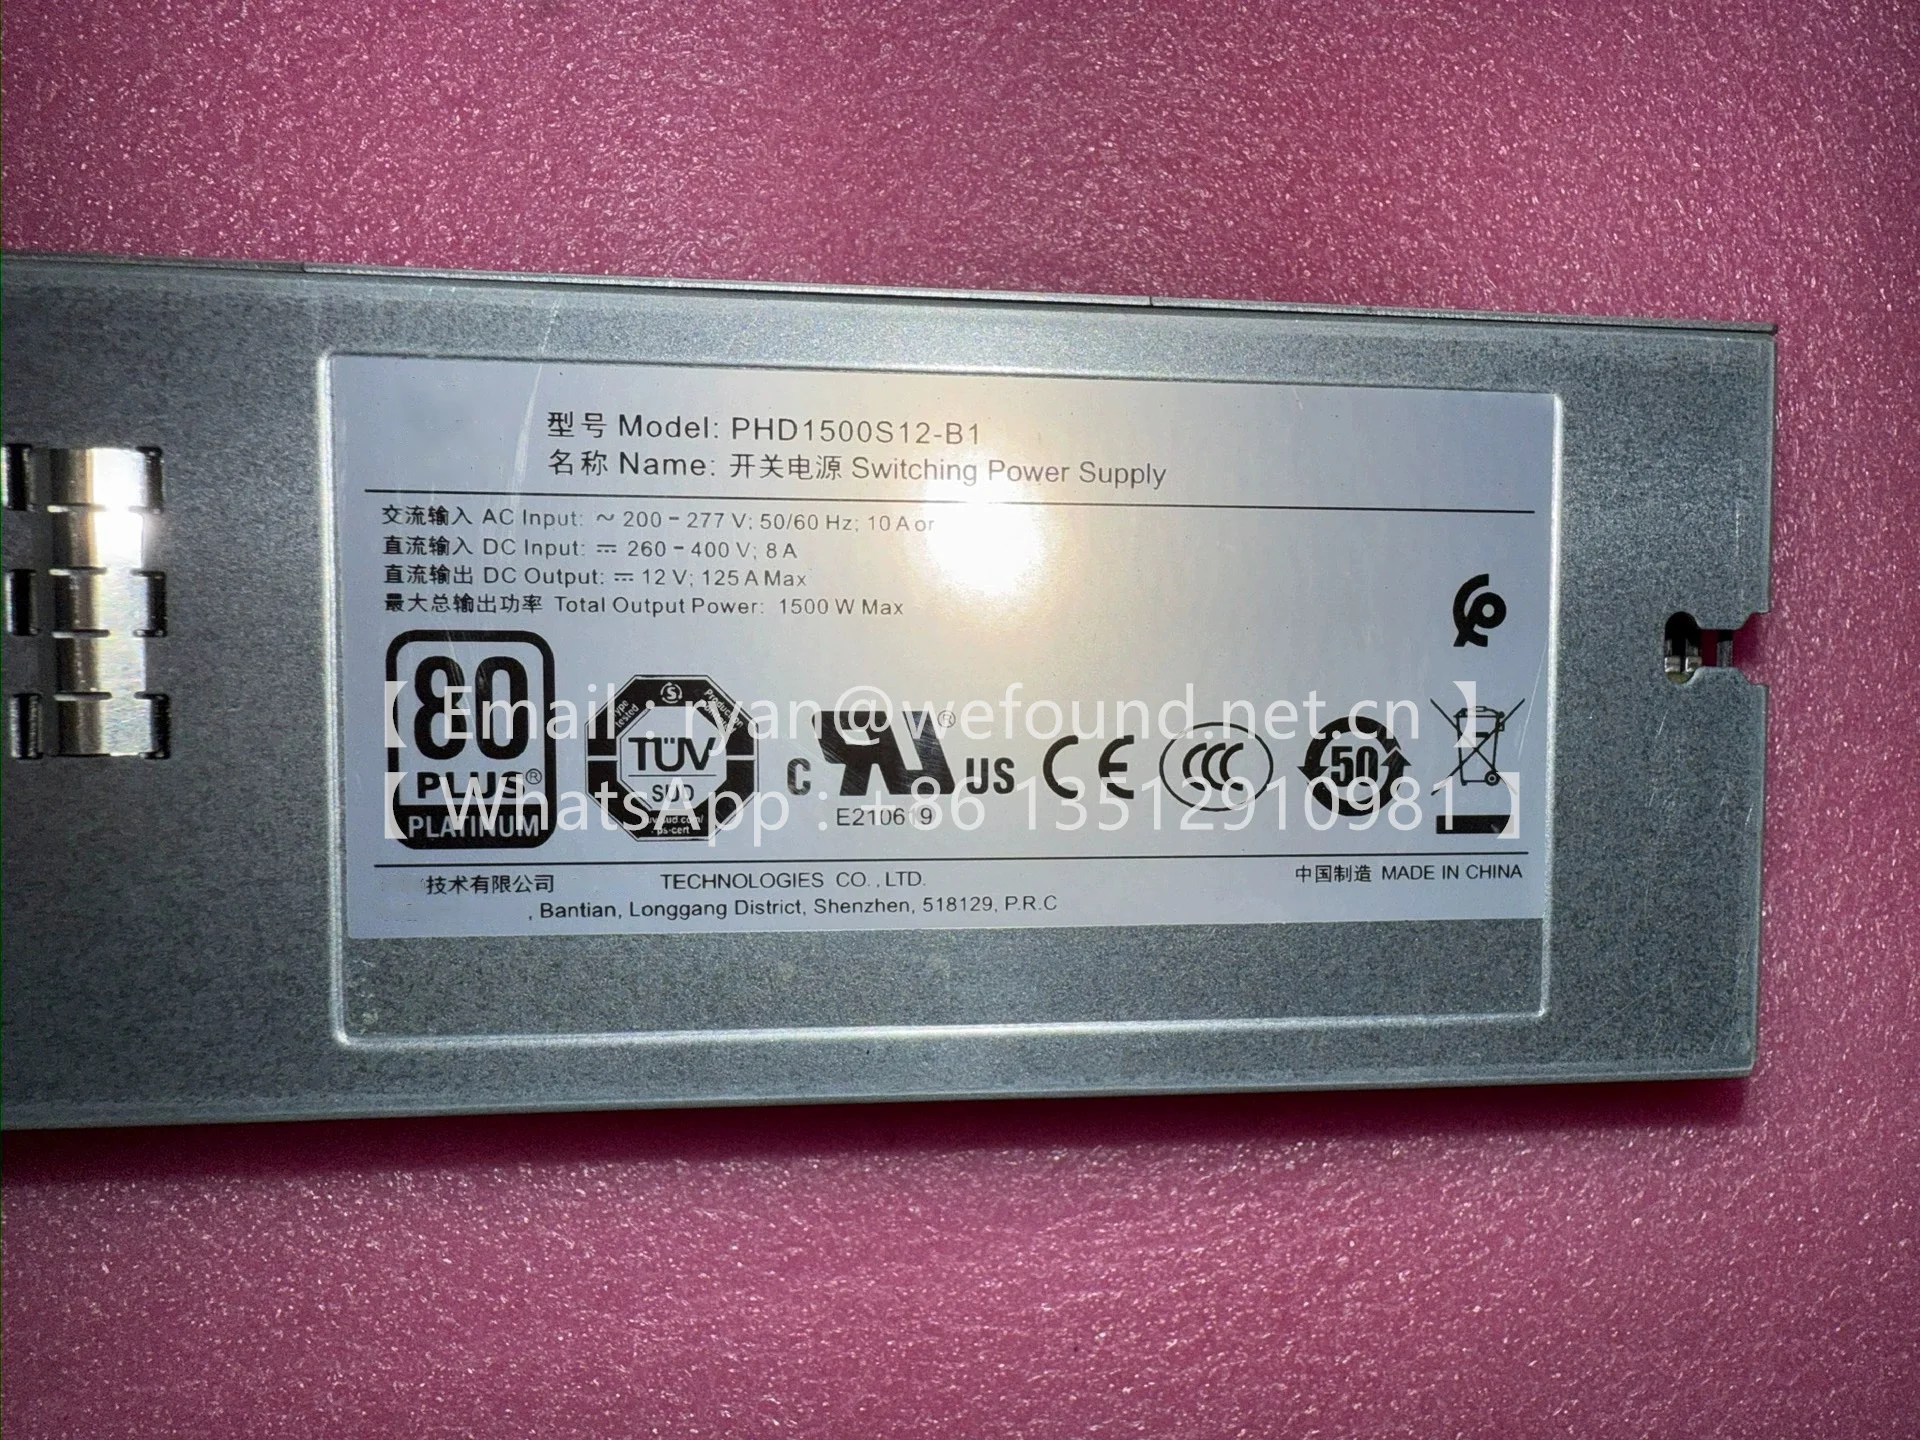 型号 Model: PHD1500S12-B1
名称 Name: 开关电源 Switching Power Supply
交流输入 AC Input: ～ 200－277 V; 50/60 Hz; 10 A or
直流输入 DC Input: ⎓ 260－400 V; 8 A
直流输出 DC Output: ⎓ 12 V; 125 A Max
最大总输出功率 Total Output Power: 1500 W Max
80
PLUS®
PLATINUM
Type tested
S
TÜV
SUD
c RU® US
E210619
CE
CCC
50
【 Email : ryan@wefound.net.cn 】
【 WhatsApp : +86 13512910981 】
技术有限公司 TECHNOLOGIES CO.,LTD. 中国制造 MADE IN CHINA
, Bantian, Longgang District, Shenzhen, 518129, P.R.C